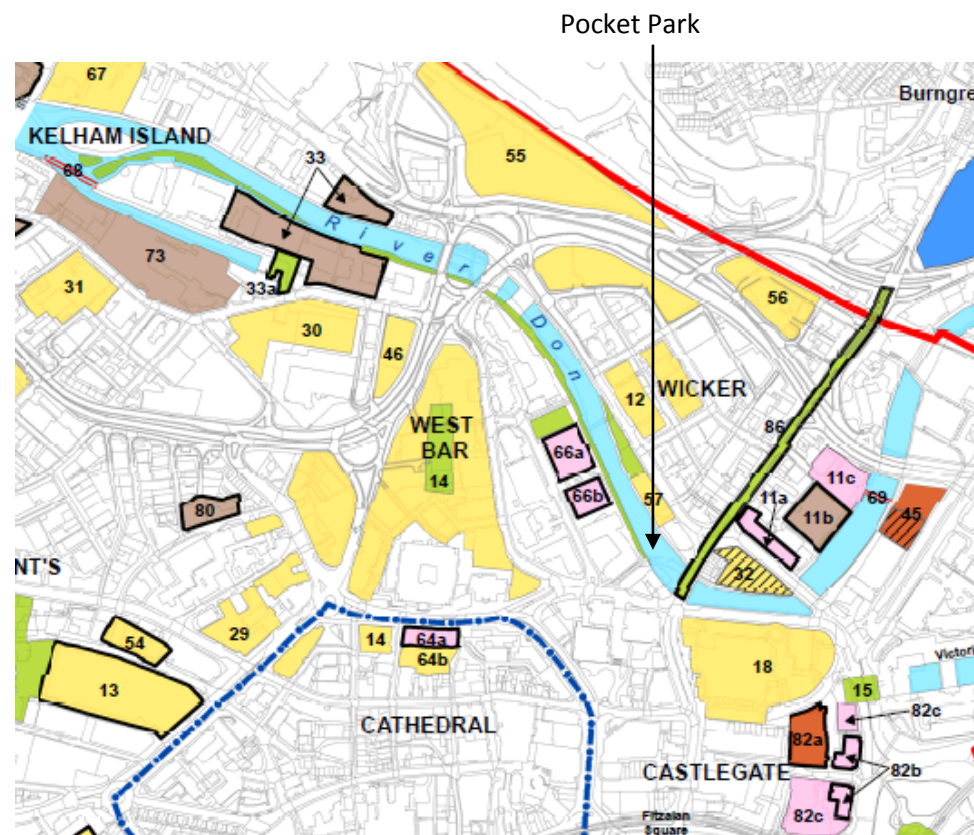 Pocket Park
67
Burngre
KELHAM ISLAND
33
55
68
River
73
33a
31
56
30
Don
46
12
WICKER
WEST
BAR
86
66a
14
11c
11a
69
66b
57
80
11b
45
NT'S
32
29
54
14
64a
64b
13
18
Victori
15
CATHEDRAL
82c
82a
CASTLEGATE
82b
82c
Fitzalan
Square